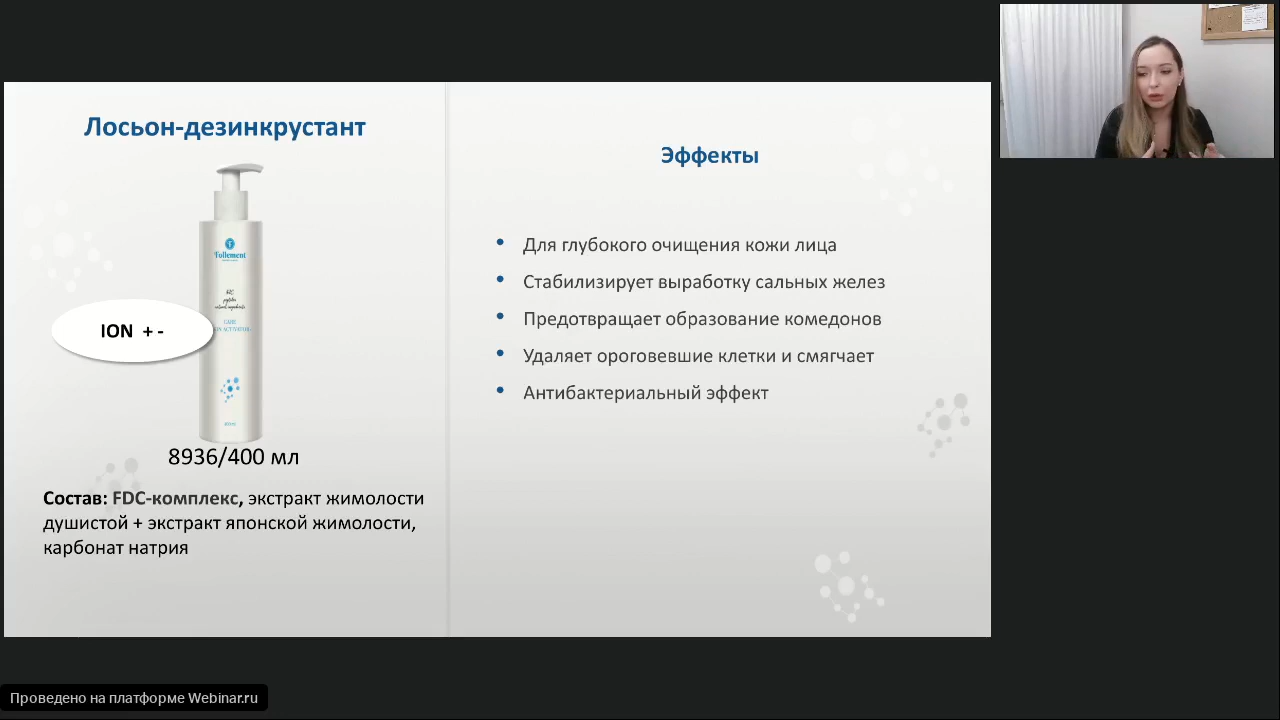 Лосьон-дезинкрустант
Follement
ION + -
8936/400 мл
Состав: FDC-комплекс, экстракт жимолости
душистой + экстракт японской жимолости,
карбонат натрия
Эффекты
• Для глубокого очищения кожи лица
• Стабилизирует выработку сальных желез
• Предотвращает образование комедонов
• Удаляет ороговевшие клетки и смягчает
• Антибактериальный эффект
Проведено на платформе Webinar.ru